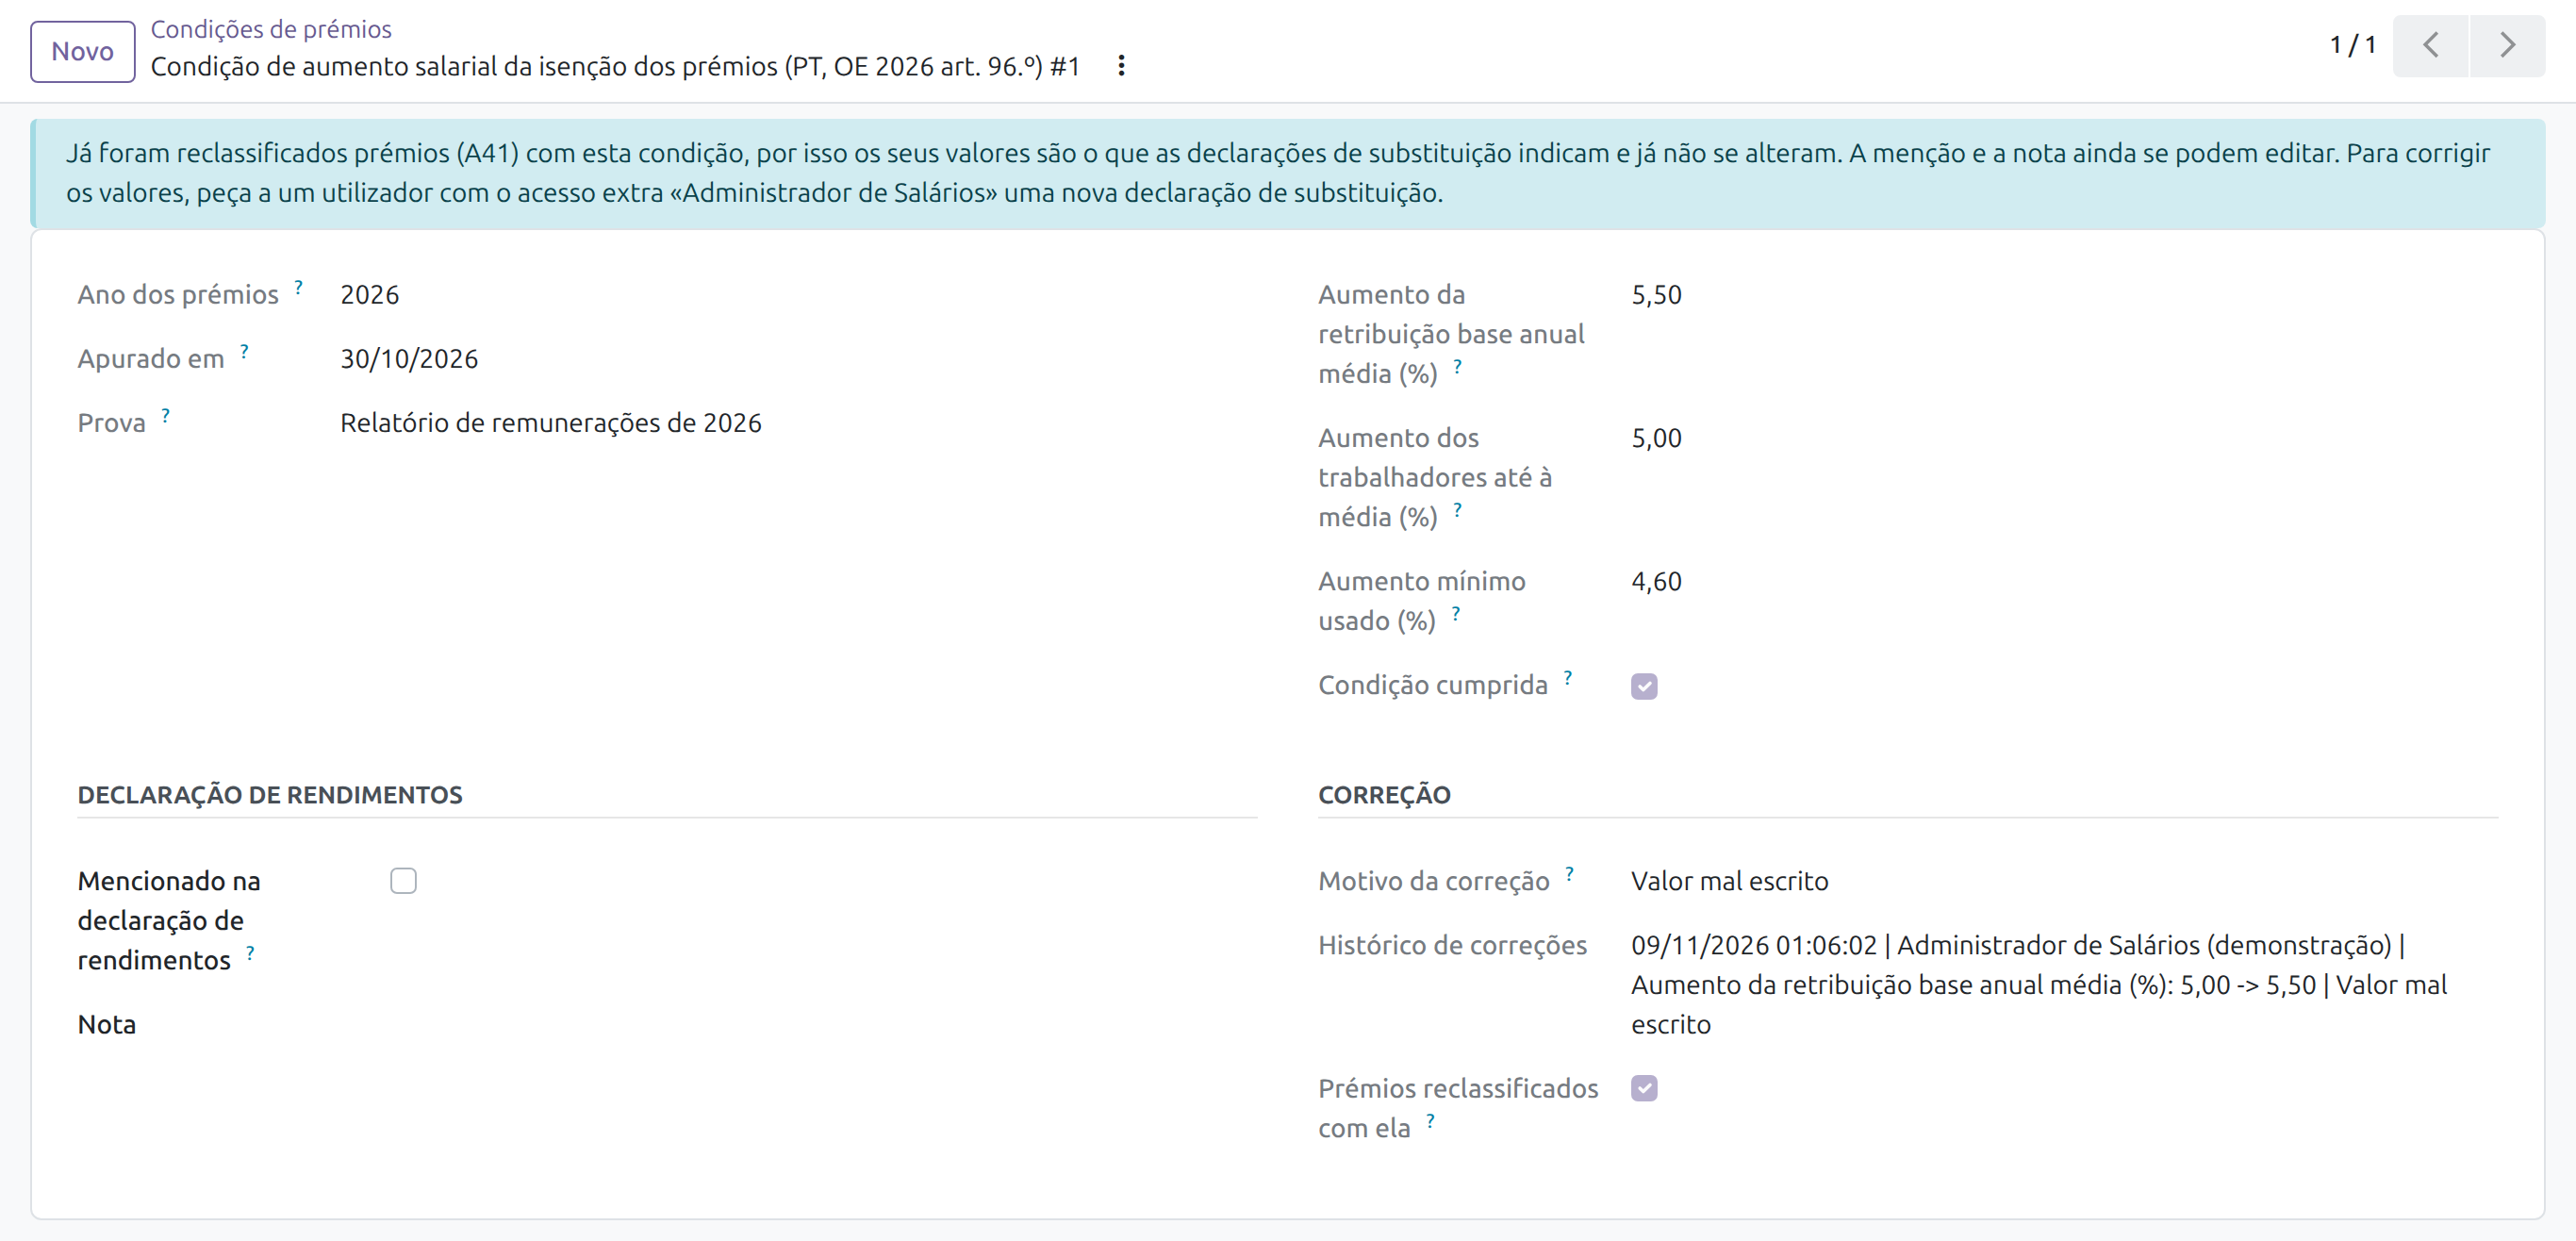 Novo
Condições de prémios
Condição de aumento salarial da isenção dos prémios (PT, OE 2026 art. 96.º) #1
1 / 1
Já foram reclassificados prémios (A41) com esta condição, por isso os seus valores são o que as declarações de substituição indicam e já não se alteram. A menção e a nota ainda se podem editar. Para corrigir
os valores, peça a um utilizador com o acesso extra «Administrador de Salários» uma nova declaração de substituição.
Ano dos prémios ? 2026
Apurado em ? 30/10/2026
Prova ? Relatório de remunerações de 2026
Aumento da 5,50
retribuição base anual
média (%) ?
Aumento dos 5,00
trabalhadores até à
média (%) ?
Aumento mínimo 4,60
usado (%) ?
Condição cumprida ?
DECLARAÇÃO DE RENDIMENTOS
Mencionado na
declaração de
rendimentos ?
Nota
CORREÇÃO
Motivo da correção ? Valor mal escrito
Histórico de correções 09/11/2026 01:06:02 | Administrador de Salários (demonstração) |
Aumento da retribuição base anual média (%): 5,00 -> 5,50 | Valor mal
escrito
Prémios reclassificados
com ela ?